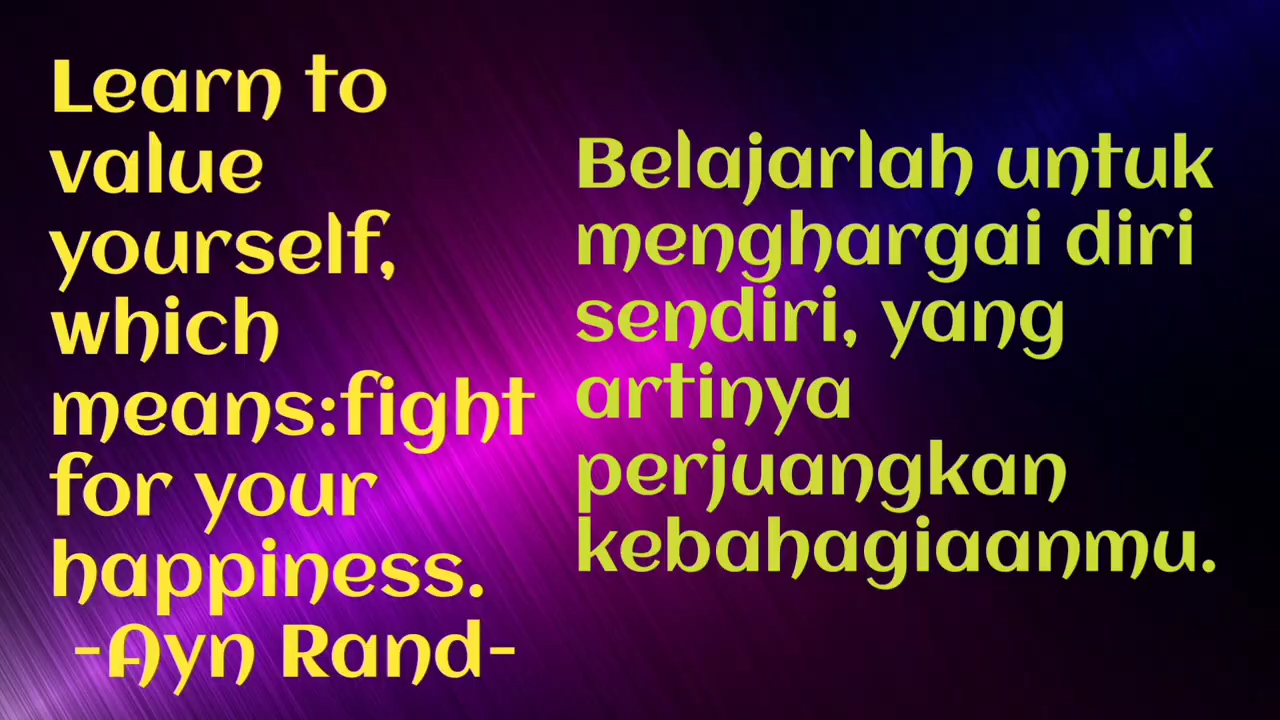 Learn to
value
yourself,
which
means:fight
for your
happiness.
-Ayn Rand-
Belajarlah untuk
menghargai diri
sendiri, yang
artinya
perjuangkan
kebahagiaanmu.